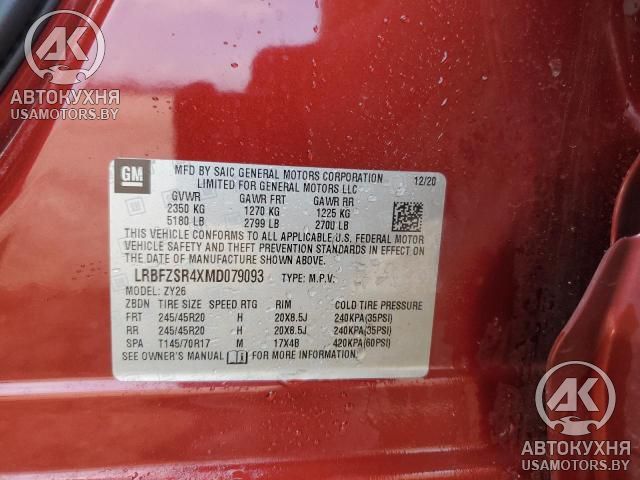 AK
АВТОКУХНЯ
USAMOTORS.BY
GM
MFD BY SAIC GENERAL MOTORS CORPORATION
LIMITED FOR GENERAL MOTORS LLC
12/20
GVWR GAWR FRT GAWR RR
2350 KG 1270 KG 1225 KG
5180 LB 2799 LB 2700 LB
THIS VEHICLE CONFORMS TO ALL APPLICABLE U.S. FEDERAL MOTOR
VEHICLE SAFETY AND THEFT PREVENTION STANDARDS IN EFFECT ON
THE DATE OF MANUFACTURE SHOWN ABOVE.
LRBFZSR4XMD079093 TYPE: M.P.V.
MODEL: ZY26
ZBDN TIRE SIZE SPEED RTG RIM COLD TIRE PRESSURE
FRT 245/45R20 H 20X8.5J 240KPA(35PSI)
RR 245/45R20 H 20X8.5J 240KPA(35PSI)
SPA T145/70R17 M 17X4B 420KPA(60PSI)
SEE OWNER'S MANUAL FOR MORE INFORMATION.
AK
АВТОКУХНЯ
USAMOTORS.BY